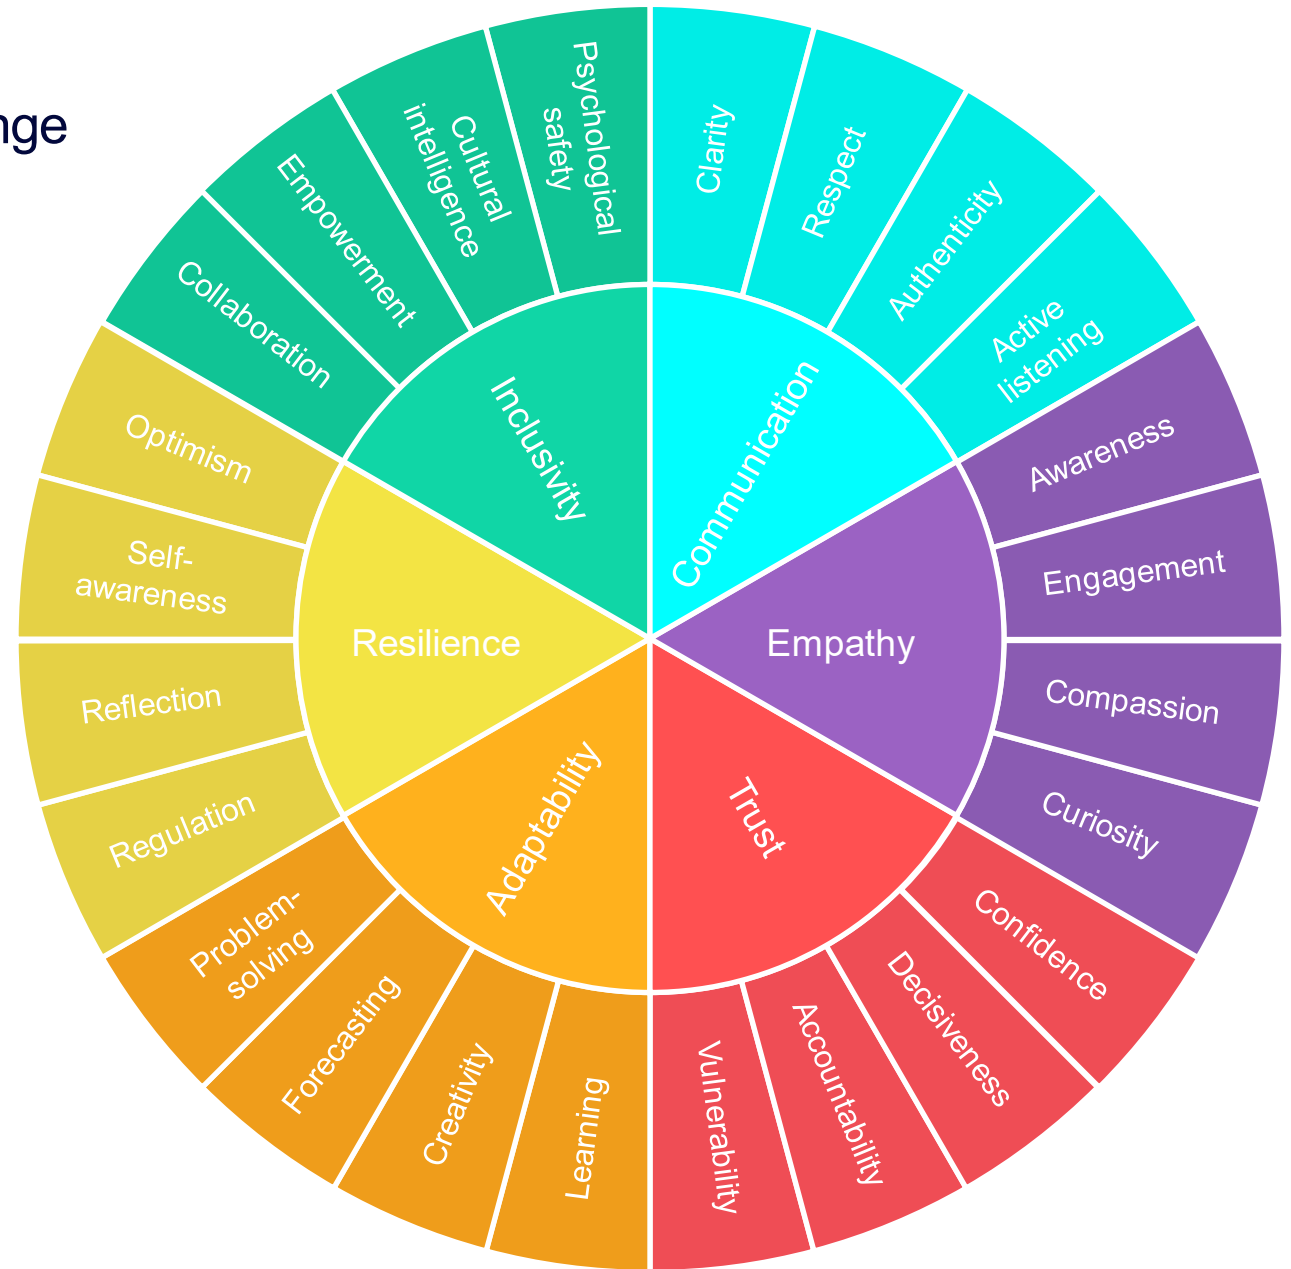 nge
Communication
Clarity
Respect
Authenticity
Active
listening
Empathy
Awareness
Engagement
Compassion
Curiosity
Trust
Confidence
Decisiveness
Accountability
Vulnerability
Adaptability
Learning
Creativity
Forecasting
Problem-
solving
Resilience
Regulation
Reflection
Self-
awareness
Optimism
Inclusivity
Collaboration
Empowerment
Cultural
intelligence
Psychological
safety